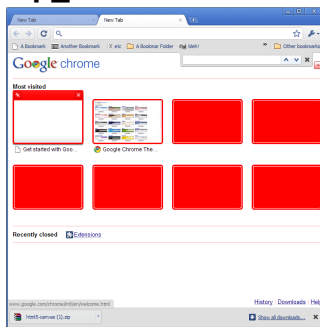 New Tab
New Tab
A Bookmark Another Bookmark X etc A Bookmar Folder Meh! » Other bookmarks
Google chrome
Most visited
Get started with Goo...
Google Chrome The ...
Recently closed Extensions
History Downloads Help
www.google.com/chrome/intl/en/welcome.html
html5-canvas (1).zip
Show all downloads...